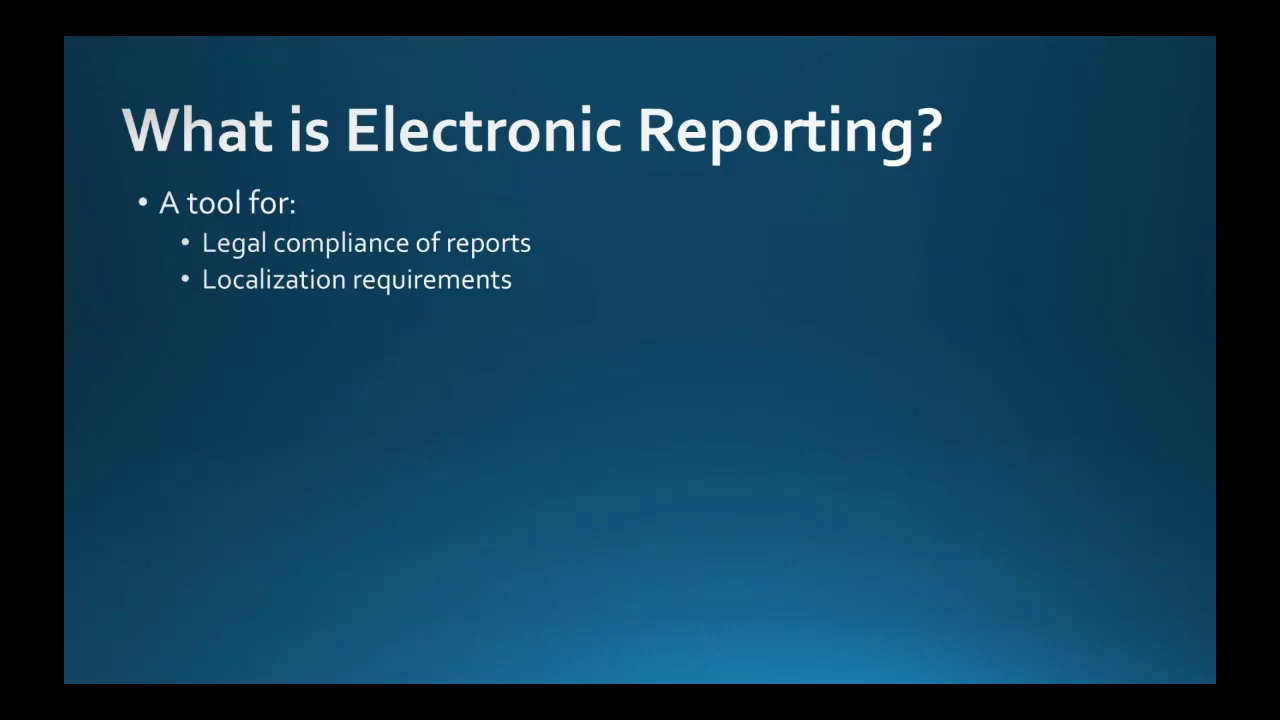 What is Electronic Reporting?
• A tool for:
• Legal compliance of reports
• Localization requirements